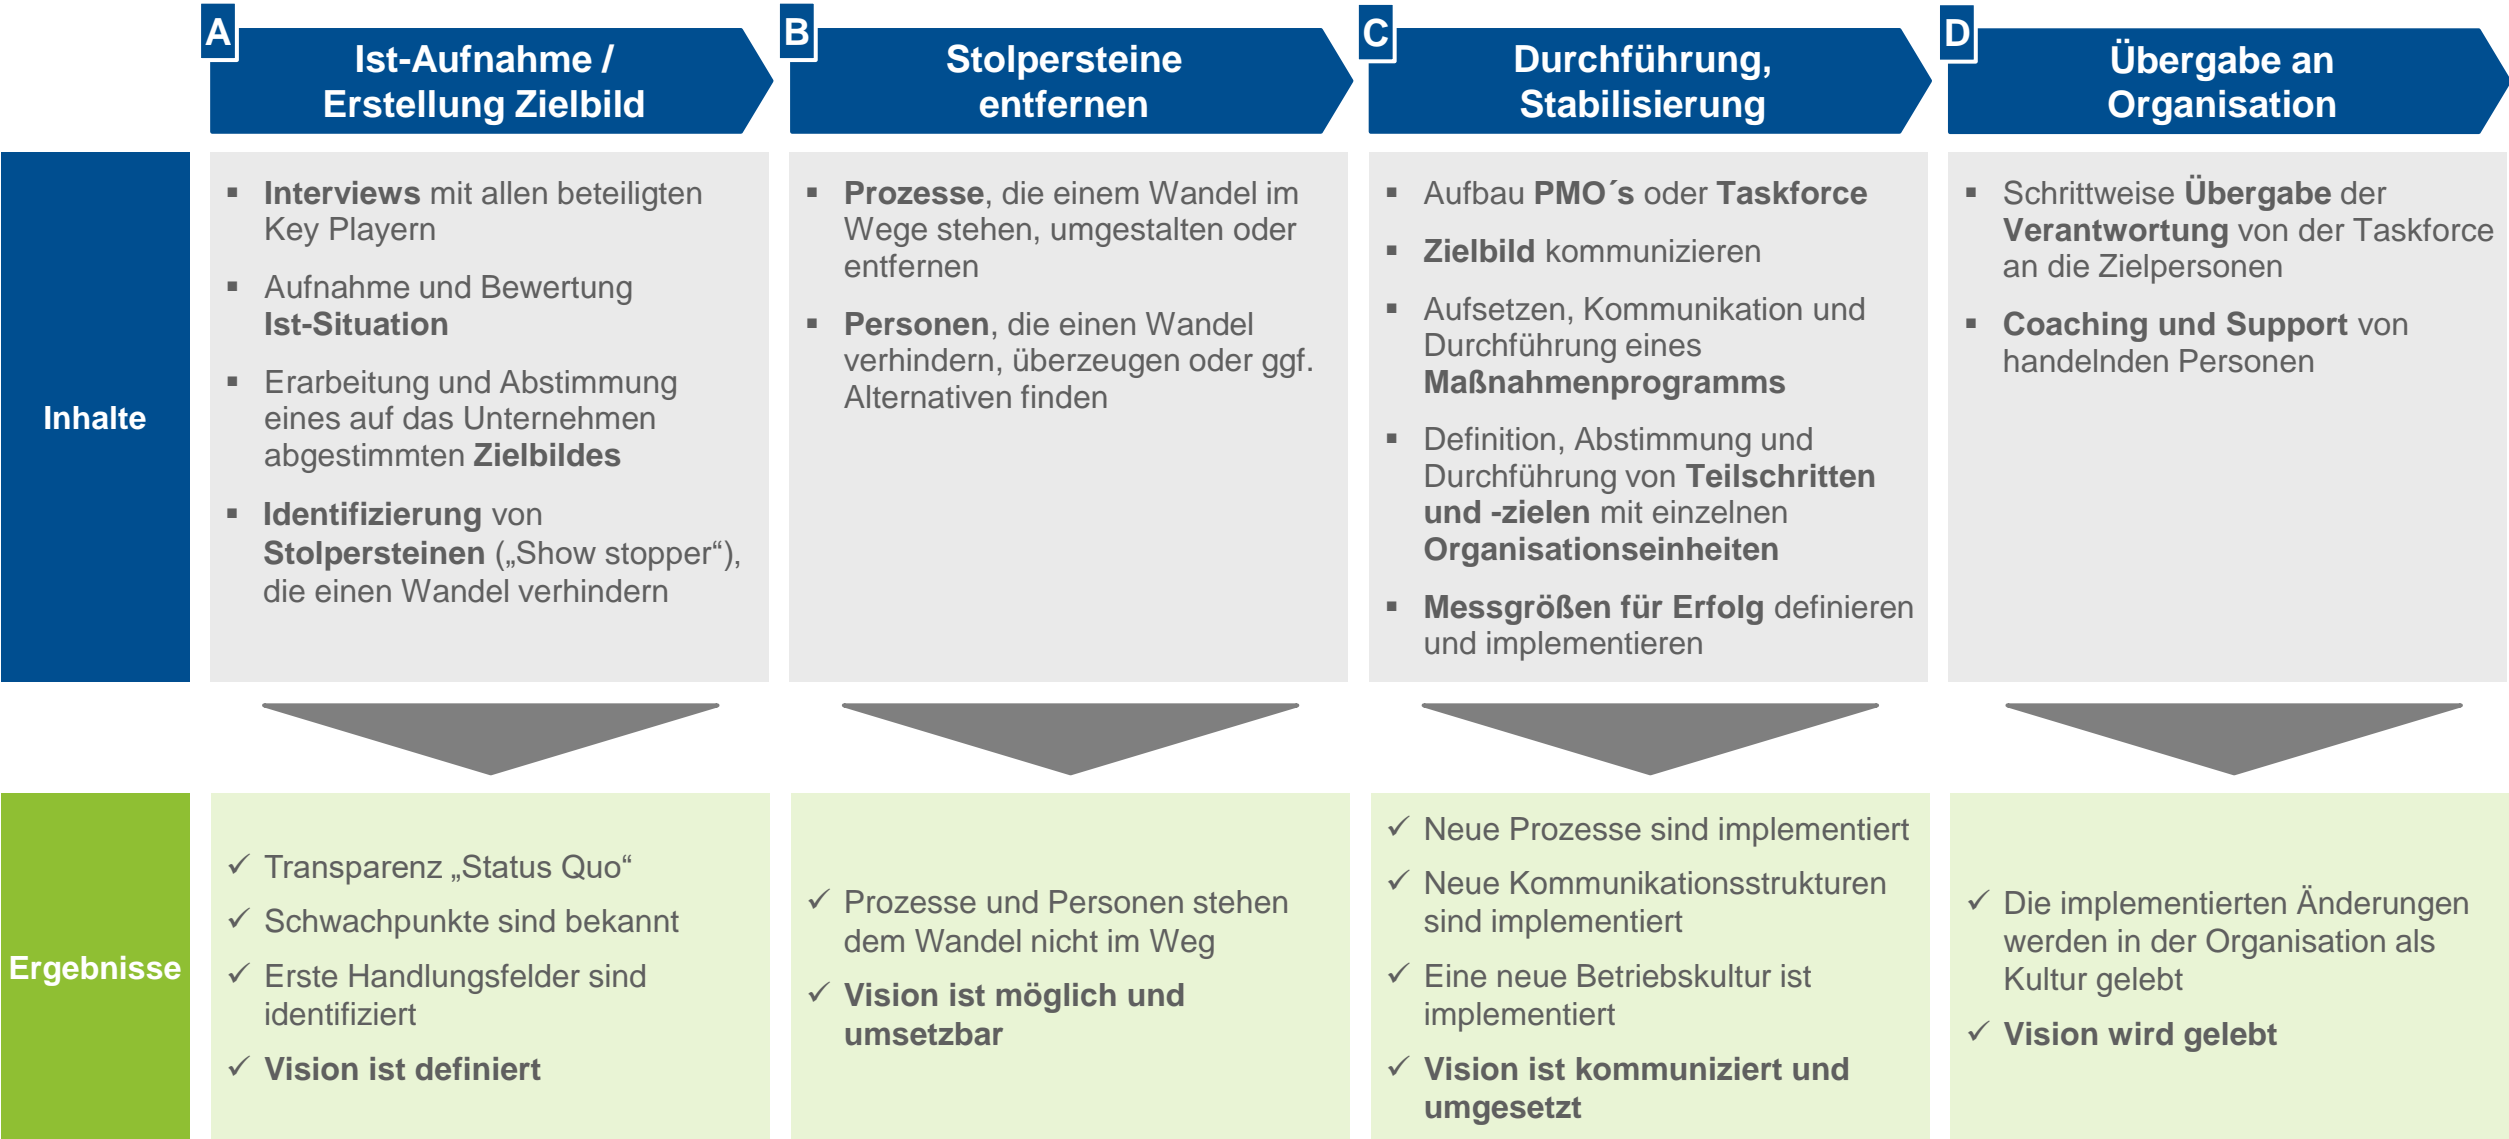 A
Ist-Aufnahme /
Erstellung Zielbild
B
Stolpersteine
entfernen
C
Durchführung,
Stabilisierung
D
Übergabe an
Organisation
Inhalte
▪ Interviews mit allen beteiligten
Key Playern
▪ Aufnahme und Bewertung
Ist-Situation
▪ Erarbeitung und Abstimmung
eines auf das Unternehmen
abgestimmten Zielbildes
▪ Identifizierung von
Stolpersteinen („Show stopper“),
die einen Wandel verhindern
▪ Prozesse, die einem Wandel im
Wege stehen, umgestalten oder
entfernen
▪ Personen, die einen Wandel
verhindern, überzeugen oder ggf.
Alternativen finden
▪ Aufbau PMO´s oder Taskforce
▪ Zielbild kommunizieren
▪ Aufsetzen, Kommunikation und
Durchführung eines
Maßnahmenprogramms
▪ Definition, Abstimmung und
Durchführung von Teilschritten
und -zielen mit einzelnen
Organisationseinheiten
▪ Messgrößen für Erfolg definieren
und implementieren
▪ Schrittweise Übergabe der
Verantwortung von der Taskforce
an die Zielpersonen
▪ Coaching und Support von
handelnden Personen
Ergebnisse
✓ Transparenz „Status Quo“
✓ Schwachpunkte sind bekannt
✓ Erste Handlungsfelder sind
identifiziert
✓ Vision ist definiert
✓ Prozesse und Personen stehen
dem Wandel nicht im Weg
✓ Vision ist möglich und
umsetzbar
✓ Neue Prozesse sind implementiert
✓ Neue Kommunikationsstrukturen
sind implementiert
✓ Eine neue Betriebskultur ist
implementiert
✓ Vision ist kommuniziert und
umgesetzt
✓ Die implementierten Änderungen
werden in der Organisation als
Kultur gelebt
✓ Vision wird gelebt